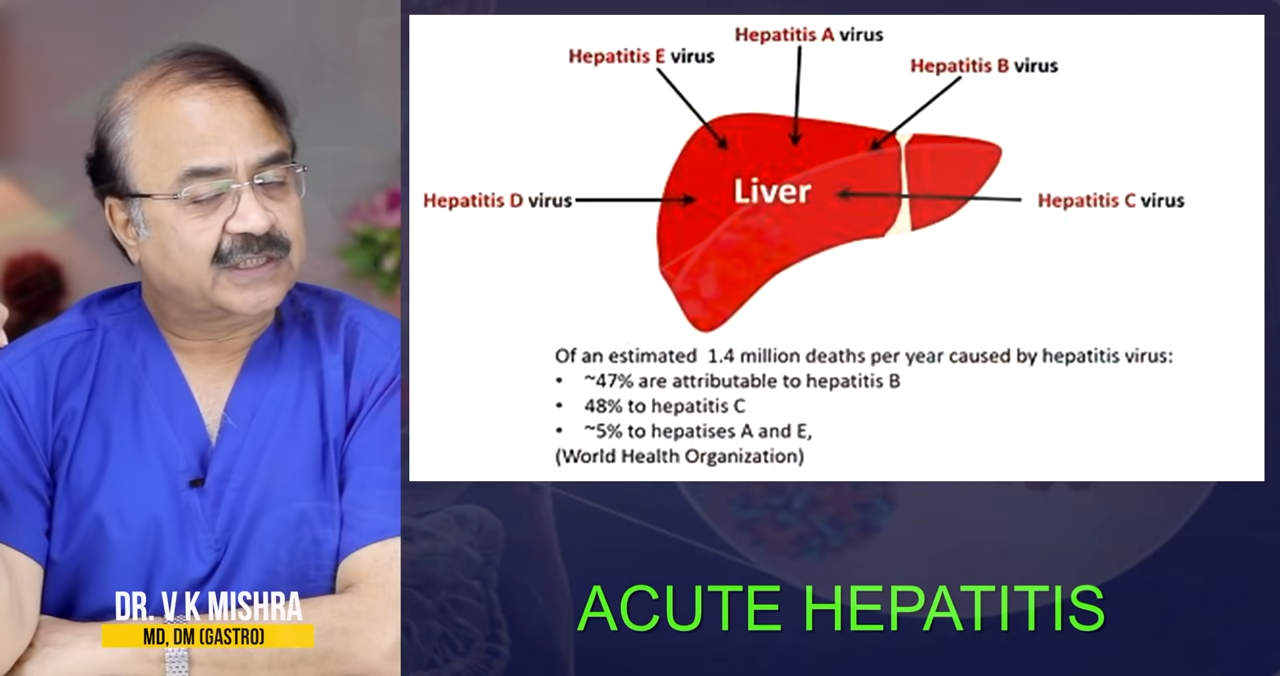 Hepatitis A virus
Hepatitis E virus
Hepatitis B virus
Liver
Hepatitis D virus
Hepatitis C virus
Of an estimated 1.4 million deaths per year caused by hepatitis virus:
• ~47% are attributable to hepatitis B
• 48% to hepatitis C
• ~5% to hepatises A and E,
(World Health Organization)
DR. V K MISHRA
MD, DM (GASTRO)
ACUTE HEPATITIS